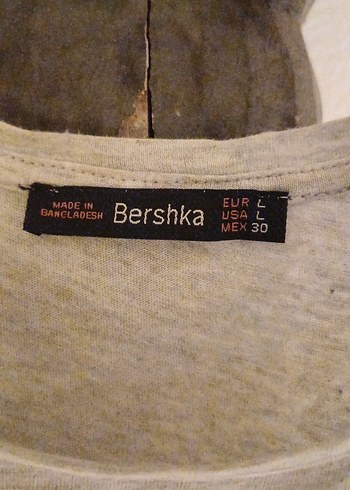 MADE IN
BANGLADESH
Bershka
EUR L
USA L
MEX 30